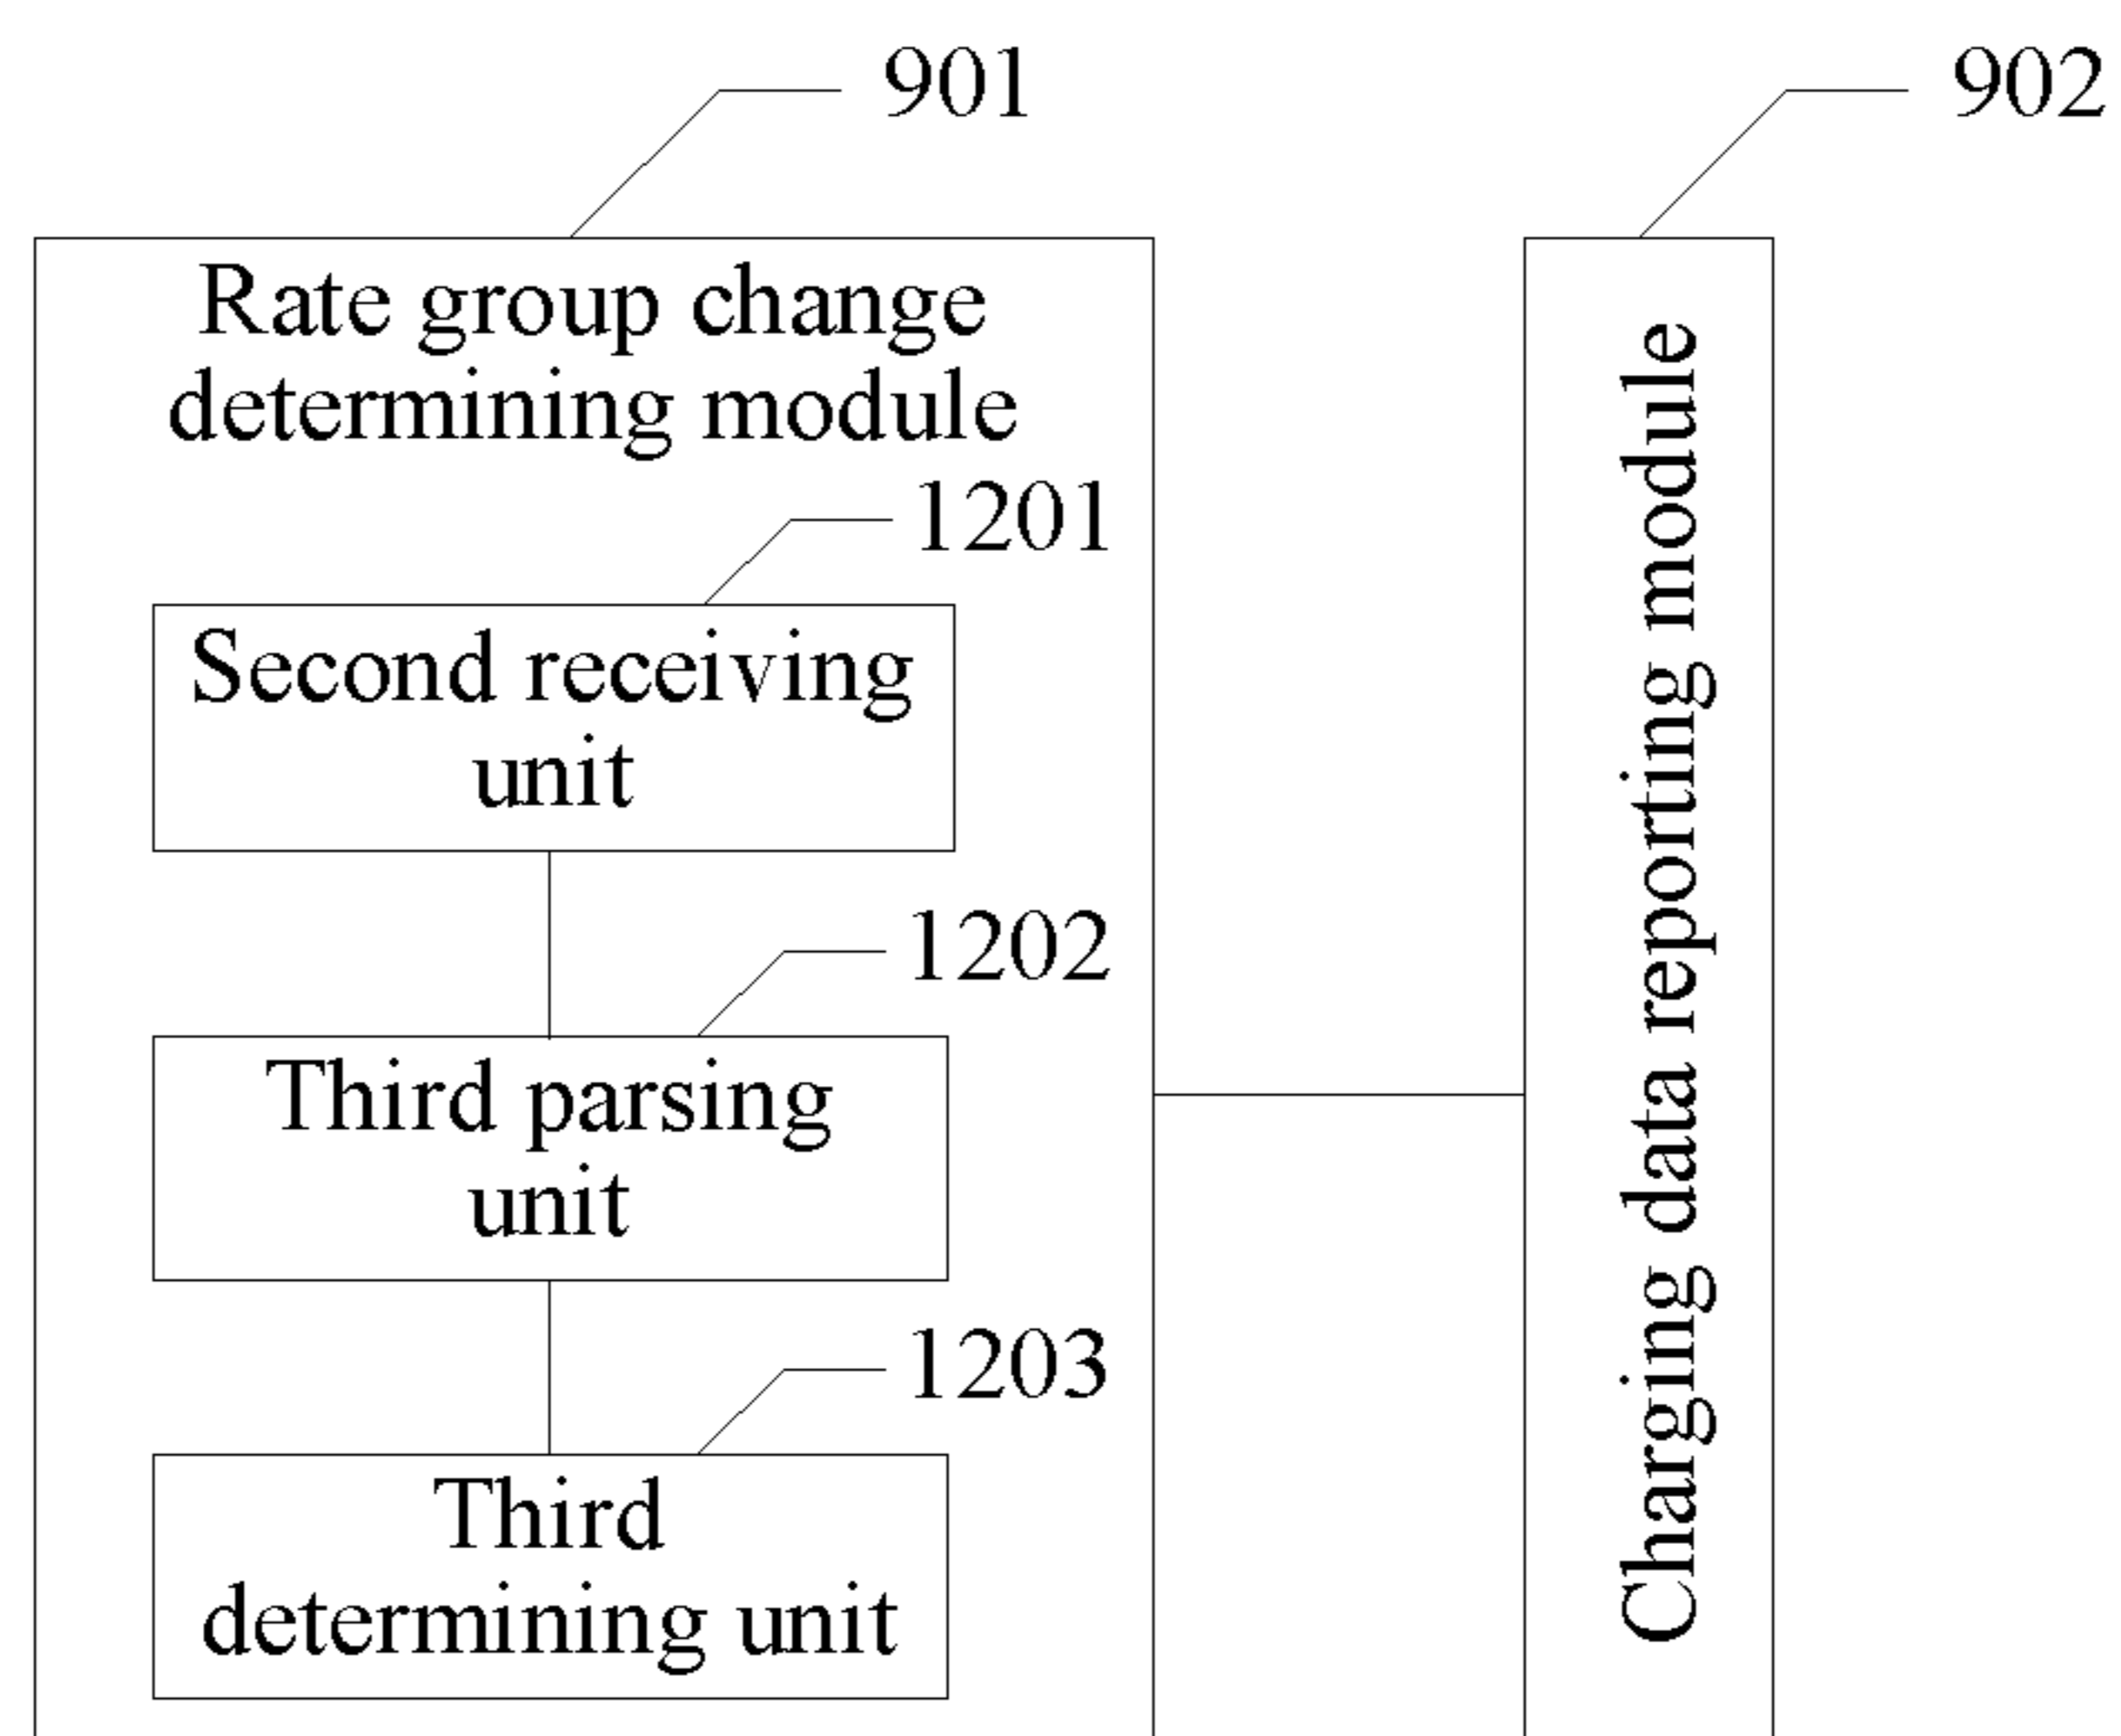 901
902
Rate group change
determining module
1201
Second receiving
unit
1202
Third parsing
unit
1203
Third
determining unit
Charging data reporting module